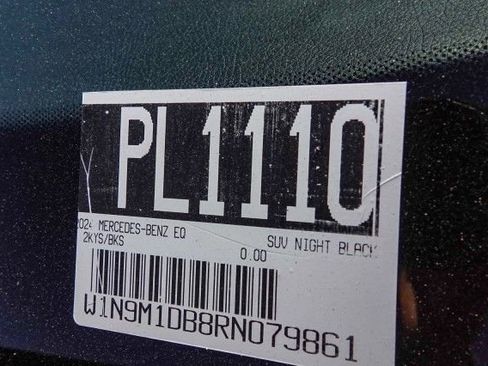 PL1110
2024 MERCEDES-BENZ EQ SUV NIGHT BLACK
2KYS/BKS 0.00
W1N9M1DB8RN079861